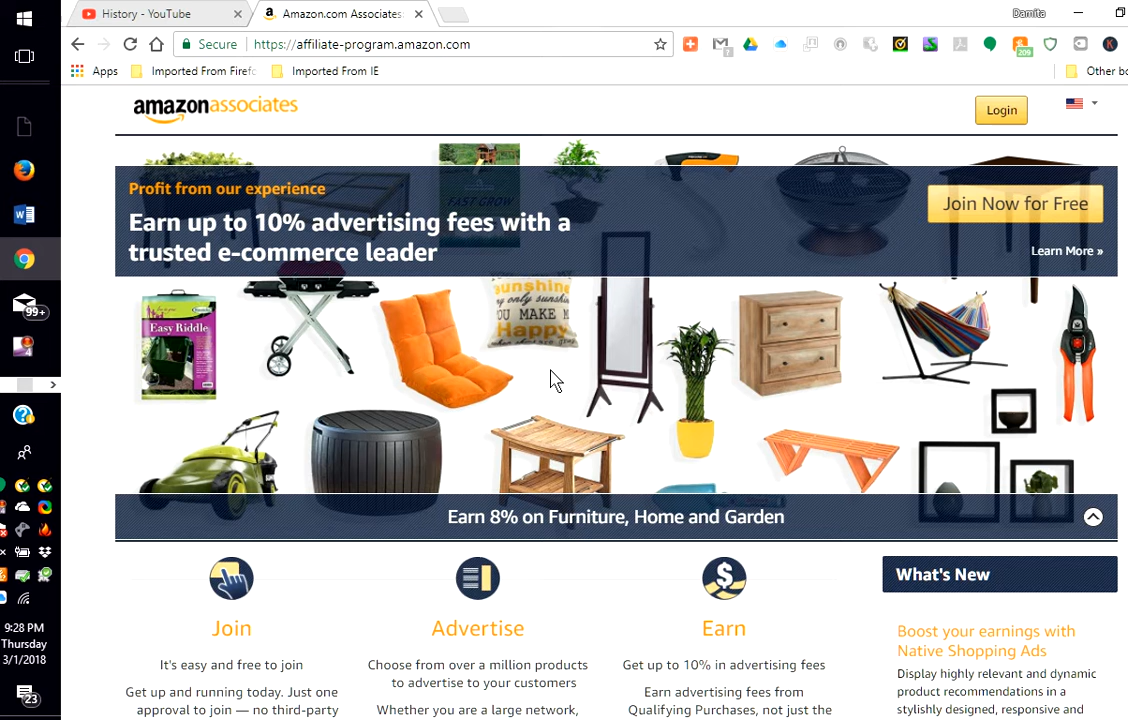 History - YouTube
Amazon.com Associates
Damita
Secure
https://affiliate-program.amazon.com
209
Apps
Imported From Firef
Imported From IE
Other bo
amazonassociates
Login
Profit from our experience
Earn up to 10% advertising fees with a
trusted e-commerce leader
Join Now for Free
Learn More »
FAST GROW
sunshine
my only sunshine
YOU MAKE M
Happy
Easy Riddle
Earn 8% on Furniture, Home and Garden
Join
It's easy and free to join
Get up and running today. Just one
approval to join — no third-party
Advertise
Choose from over a million products
to advertise to your customers
Whether you are a large network,
Earn
Get up to 10% in advertising fees
Earn advertising fees from
Qualifying Purchases, not just the
What's New
Boost your earnings with
Native Shopping Ads
Display highly relevant and dynamic
product recommendations in a
stylishly designed, responsive and
99+
4
9:28 PM
Thursday
3/1/2018
23